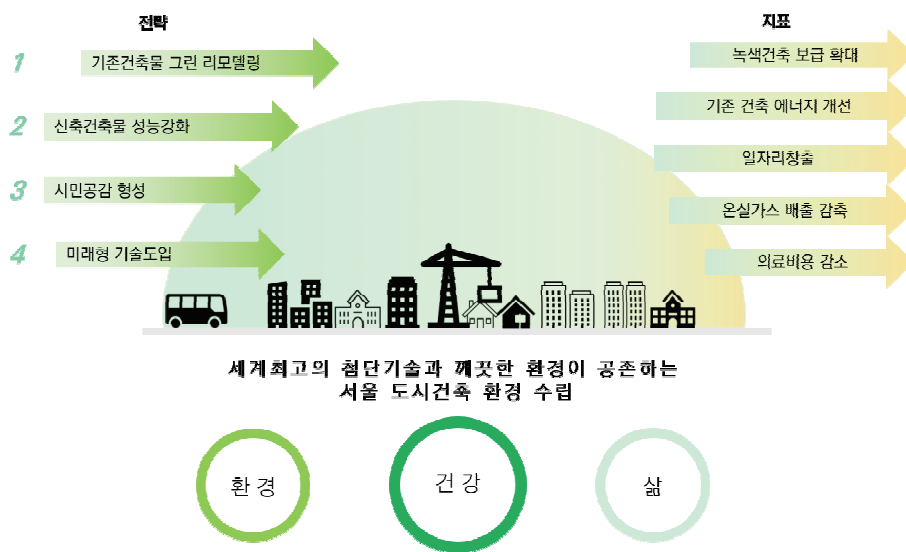 전략
1
기존건축물 그린 리모델링
2
신축건축물 성능강화
3
시민공감 형성
4
미래형 기술도입
지표
녹색건축 보급 확대
기존 건축 에너지 개선
일자리창출
온실가스 배출 감축
의료비용 감소
세계최고의 첨단기술과 깨끗한 환경이 공존하는
서울 도시건축 환경 수립
환 경
건 강
삶